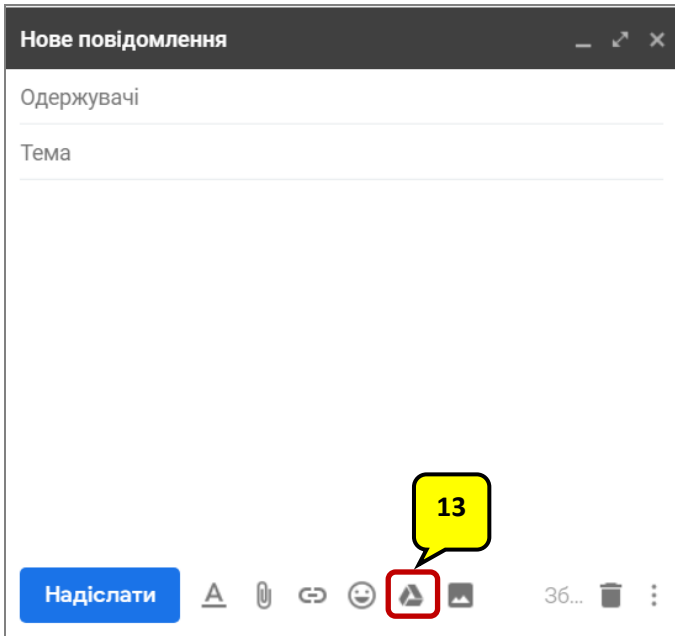 Нове повідомлення
Одержувачі
Тема
13
Надіслати A Зб...